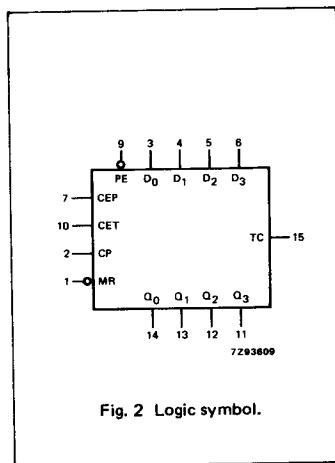 9 3 4 5 6
PE D0 D1 D2 D3
7 CEP
10 CET
TC 15
2 CP
1 MR
Q0 Q1 Q2 Q3
14 13 12 11
7Z93609
Fig. 2 Logic symbol.